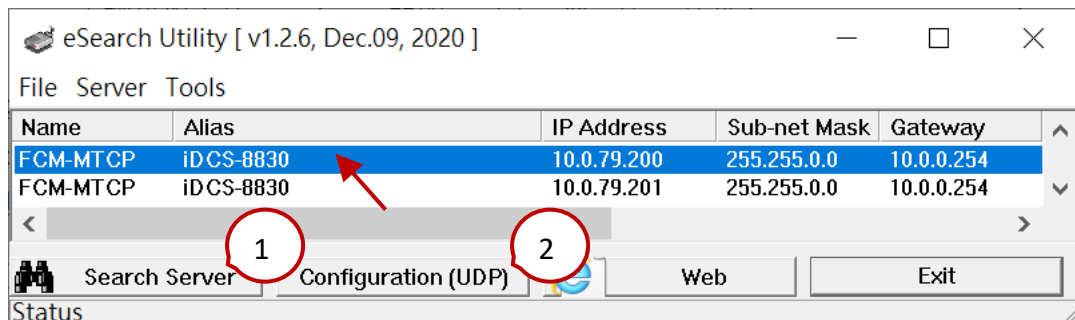 eSearch Utility [ v1.2.6, Dec.09, 2020 ]
File Server Tools
Name Alias IP Address Sub-net Mask Gateway
FCM-MTCP iDCS-8830 10.0.79.200 255.255.0.0 10.0.0.254
FCM-MTCP iDCS-8830 10.0.79.201 255.255.0.0 10.0.0.254
1 2
Search Server Configuration (UDP) Web Exit
Status